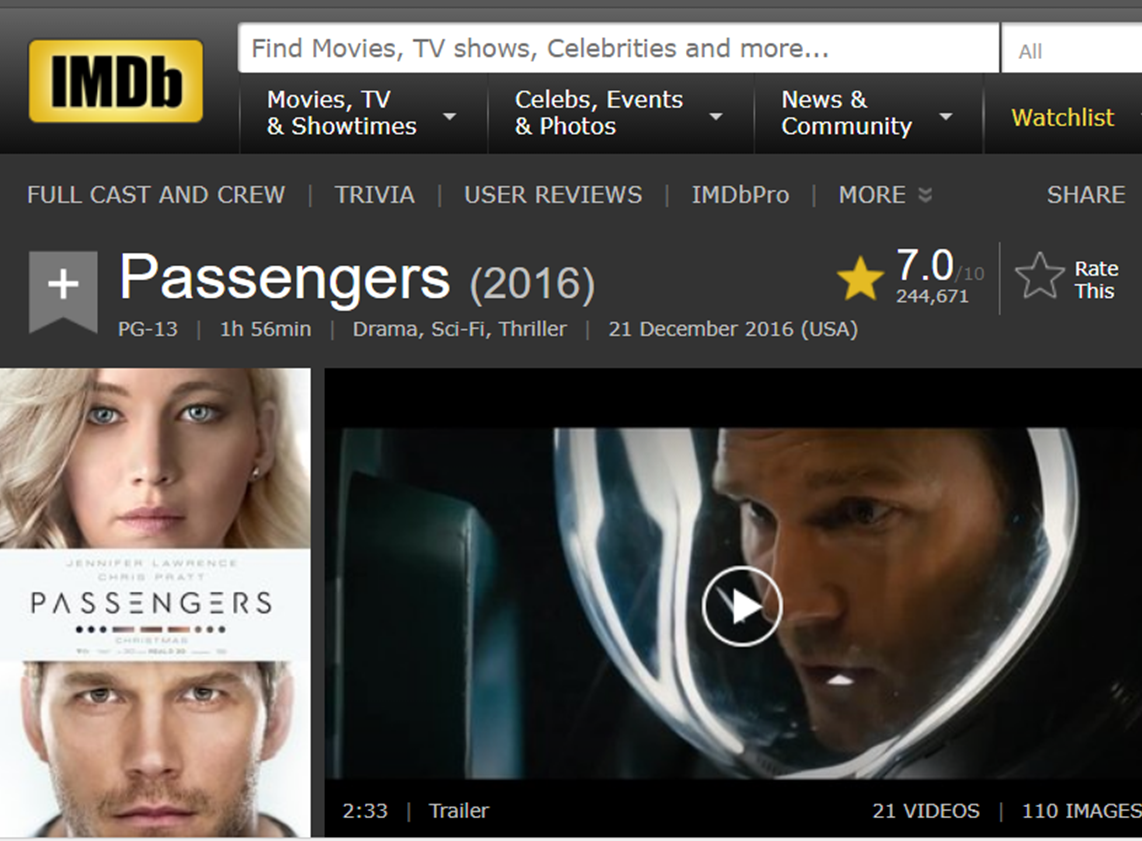 IMDb
Find Movies, TV shows, Celebrities and more...
All
Movies, TV
& Showtimes
Celebs, Events
& Photos
News &
Community
Watchlist
FULL CAST AND CREW | TRIVIA | USER REVIEWS | IMDbPro | MORE
SHARE
+
Passengers (2016)
7.0/10
244,671
Rate
This
PG-13 | 1h 56min | Drama, Sci-Fi, Thriller | 21 December 2016 (USA)
JENNIFER LAWRENCE
CHRIS PRATT
PASSENGERS
CHRISTMAS
2:33 | Trailer
21 VIDEOS | 110 IMAGES